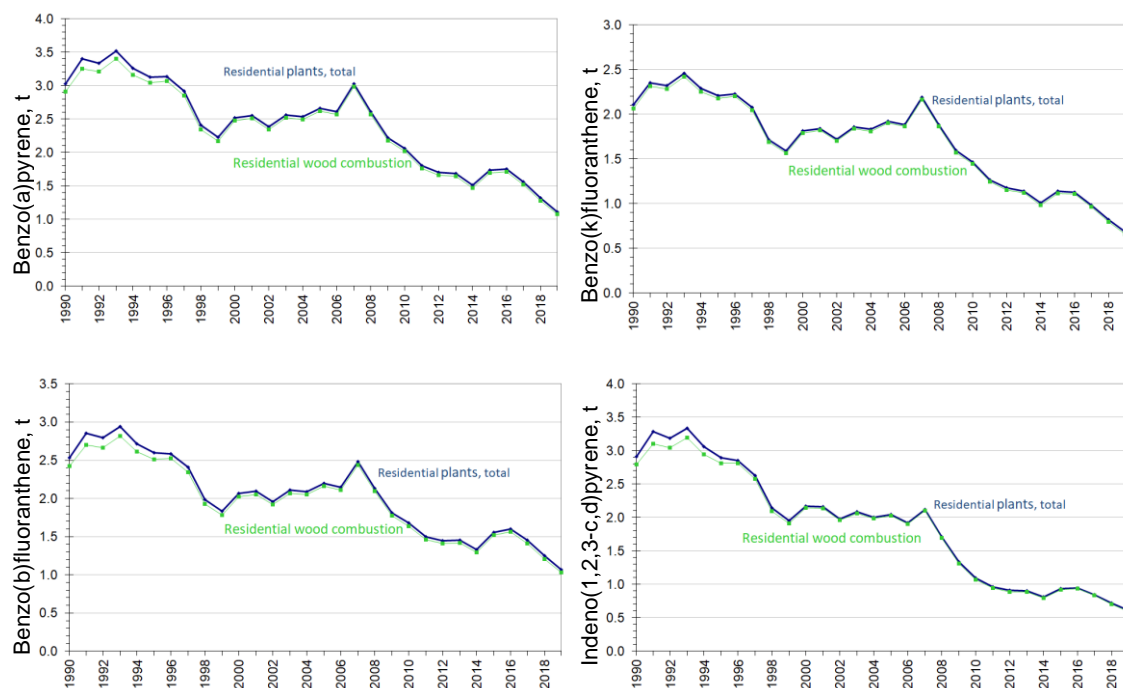 Benzo(a)pyrene, t
4.0
3.5
3.0
2.5
2.0
1.5
1.0
0.5
0.0
Residential plants, total
Residential wood combustion
1990 1992 1994 1996 1998 2000 2002 2004 2006 2008 2010 2012 2014 2016 2018
Benzo(k)fluoranthene, t
3.0
2.5
2.0
1.5
1.0
0.5
0.0
Residential plants, total
Residential wood combustion
1990 1992 1994 1996 1998 2000 2002 2004 2006 2008 2010 2012 2014 2016 2018
Benzo(b)fluoranthene, t
3.5
3.0
2.5
2.0
1.5
1.0
0.5
0.0
Residential plants, total
Residential wood combustion
1990 1992 1994 1996 1998 2000 2002 2004 2006 2008 2010 2012 2014 2016 2018
Indeno(1,2,3-c,d)pyrene, t
4.0
3.5
3.0
2.5
2.0
1.5
1.0
0.5
0.0
Residential plants, total
Residential wood combustion
1990 1992 1994 1996 1998 2000 2002 2004 2006 2008 2010 2012 2014 2016 2018